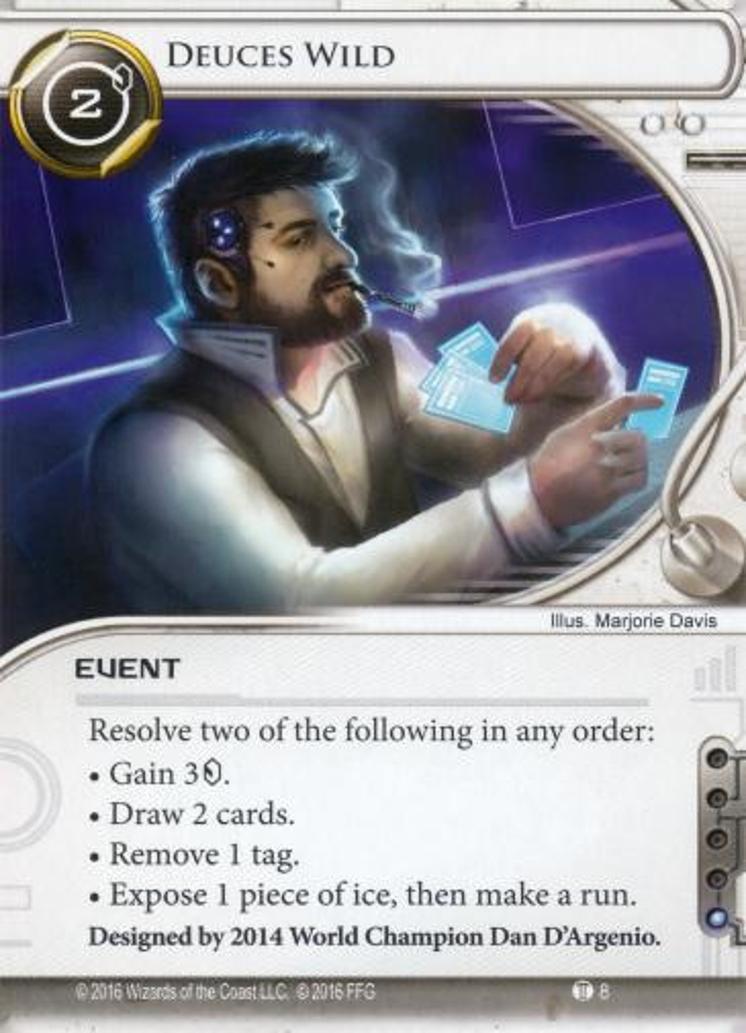 DEUCES WILD
2
Illus. Marjorie Davis
EVENT
Resolve two of the following in any order:
• Gain 3.
• Draw 2 cards.
• Remove 1 tag.
• Expose 1 piece of ice, then make a run.
Designed by 2014 World Champion Dan D'Argenio.
© 2016 Wizards of the Coast LLC. © 2016 FFG
8